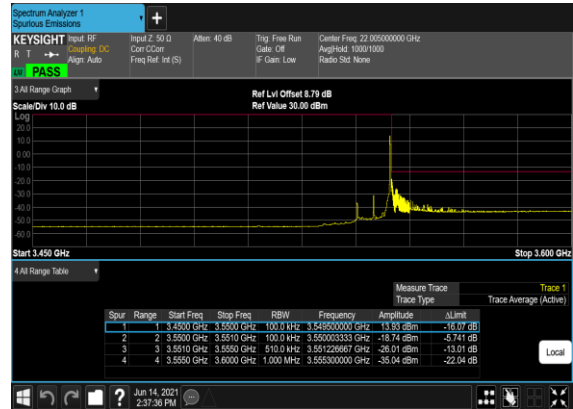 Spectrum Analyzer 1
Spurious Emissions
KEYSIGHT Input: RF Input Z: 50 Ω Atten: 40 dB Trig: Free Run Center Freq: 22.005000000 GHz
R T Coupling: DC Corr CCorr Gate: Off Avg|Hold: 1000/1000
Align: Auto Freq Ref: Int (S) IF Gain: Low Radio Std: None
PASS
3 All Range Graph
Ref Lvl Offset 8.79 dB
Scale/Div 10.0 dB Ref Value 30.00 dBm
Log
20.0
10.0
0.00
-10.0
-20.0
-30.0
-40.0
-50.0
-60.0
Start 3.450 GHz Stop 3.600 GHz
4 All Range Table
Measure Trace Trace 1
Trace Type Trace Average (Active)
Spur Range Start Freq Stop Freq RBW Frequency Amplitude ΔLimit
1 1 3.4500 GHz 3.5500 GHz 100.0 kHz 3.549500000 GHz 13.93 dBm -16.07 dB
2 2 3.5500 GHz 3.5510 GHz 100.0 kHz 3.550003333 GHz -18.74 dBm -5.741 dB
3 3 3.5510 GHz 3.5550 GHz 510.0 kHz 3.551226667 GHz -26.01 dBm -13.01 dB
4 4 3.5550 GHz 3.6000 GHz 1.000 MHz 3.555300000 GHz -35.04 dBm -22.04 dB
Local
? Jun 14, 2021
2:37:36 PM